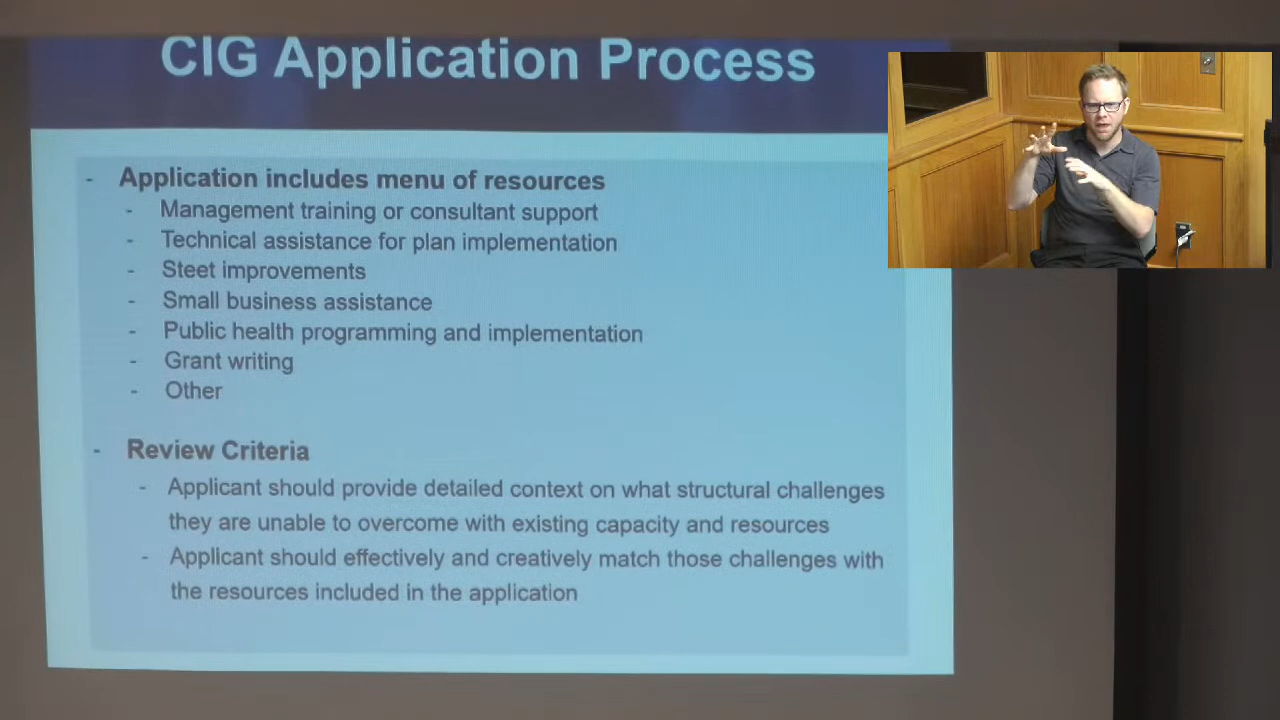 CIG Application Process
- Application includes menu of resources
- Management training or consultant support
- Technical assistance for plan implementation
- Steet improvements
- Small business assistance
- Public health programming and implementation
- Grant writing
- Other
- Review Criteria
- Applicant should provide detailed context on what structural challenges
they are unable to overcome with existing capacity and resources
- Applicant should effectively and creatively match those challenges with
the resources included in the application